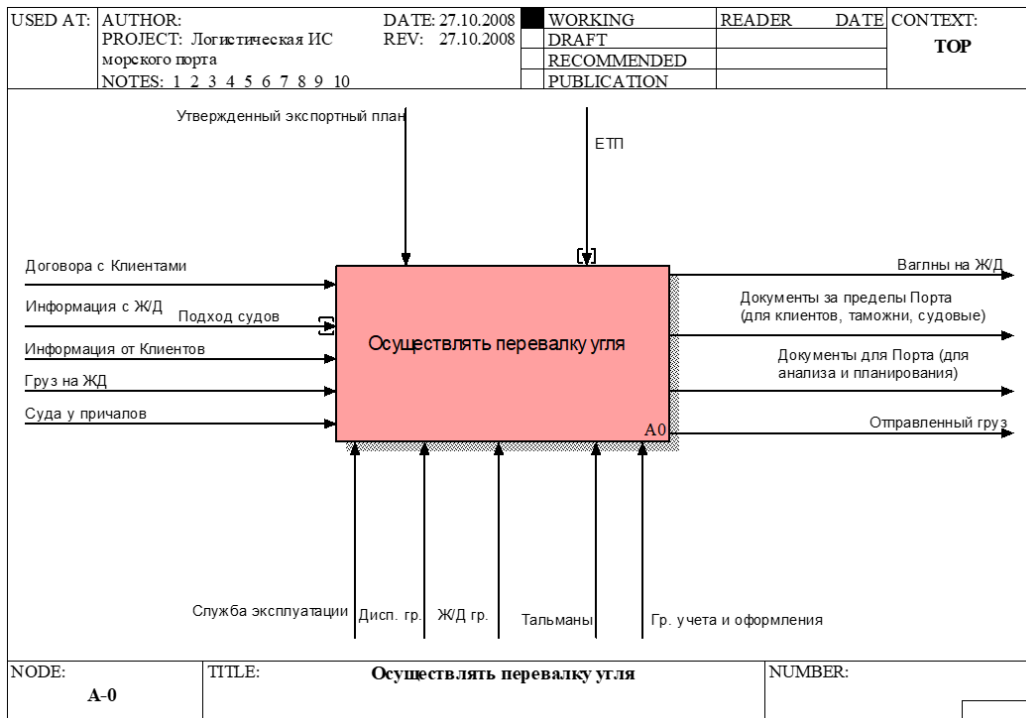 USED AT:
AUTHOR:
DATE: 27.10.2008
PROJECT: Логистическая ИС
REV: 27.10.2008
морского порта
NOTES: 1 2 3 4 5 6 7 8 9 10
WORKING
DRAFT
RECOMMENDED
PUBLICATION
READER
DATE
CONTEXT:
TOP
Утвержденный экспортный план
ЕТП
Договора с Клиентами
Информация с Ж/Д
Подход судов
Информация от Клиентов
Груз на ЖД
Суда у причалов
Осуществлять перевалку угля
A0
Ваглны на Ж/Д
Документы за пределы Порта
(для клиентов, таможни, судовые)
Документы для Порта (для
анализа и планирования)
Отправленный груз
Служба эксплуатации
Дисп. гр.
Ж/Д гр.
Тальманы
Гр. учета и оформления
NODE:
A-0
TITLE:
Осуществлять перевалку угля
NUMBER: